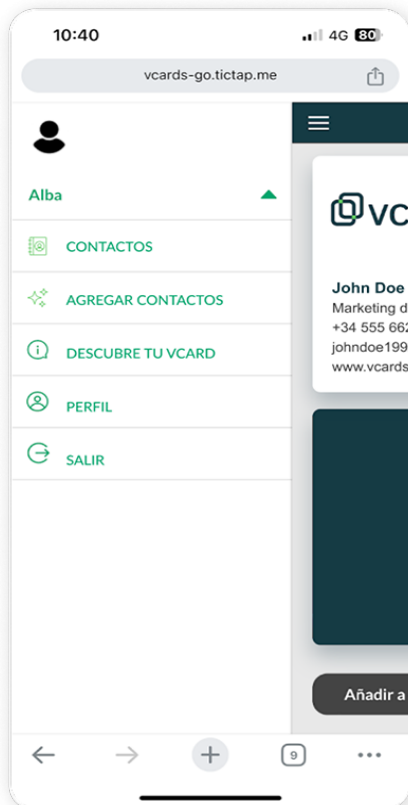 10:40
4G 80
vcards-go.tictap.me
Alba
CONTACTOS
AGREGAR CONTACTOS
DESCUBRE TU VCARD
PERFIL
SALIR
vc
John Doe
Marketing d
+34 555 662
johndoe199
www.vcards
Añadir a
9